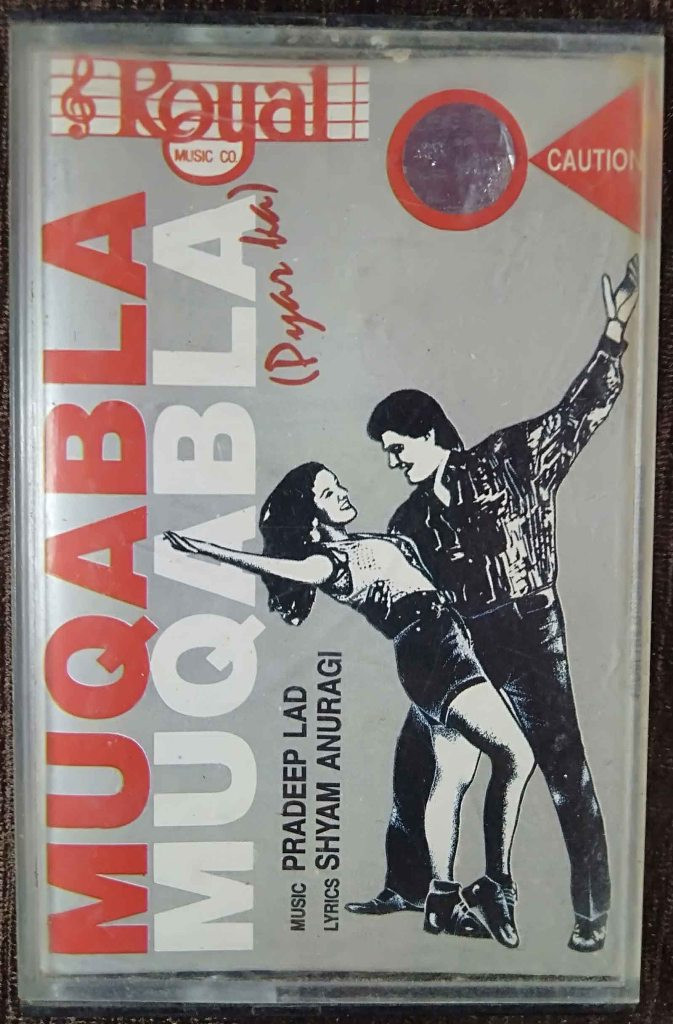 Royal
MUSIC CO.
CAUTION
MUQABLA
MUQABLA
(Pyar ka)
MUSIC PRADEEP LAD
LYRICS SHYAM ANURAGI